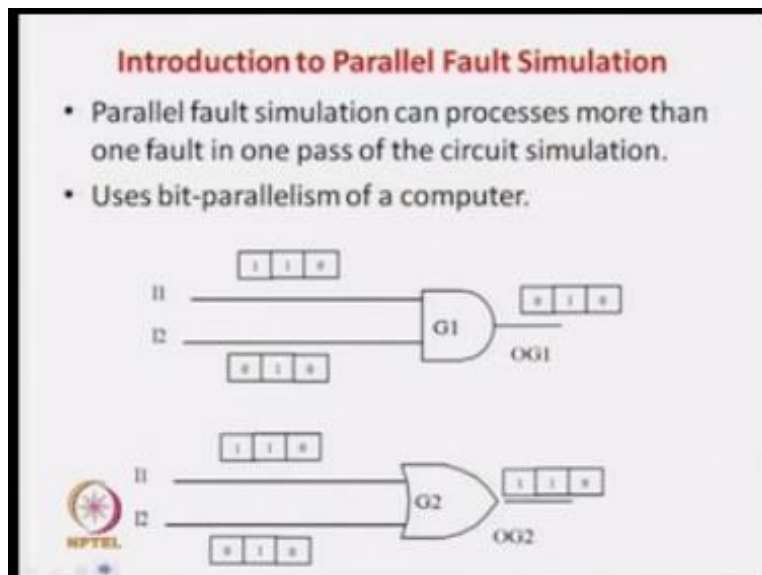 Introduction to Parallel Fault Simulation
• Parallel fault simulation can processes more than
one fault in one pass of the circuit simulation.
• Uses bit-parallelism of a computer.
1 1 0
I1
0 1 0
G1
I2
OG1
0 1 0
1 1 0
I1
1 1 0
G2
I2
OG2
0 1 0
NPTEL